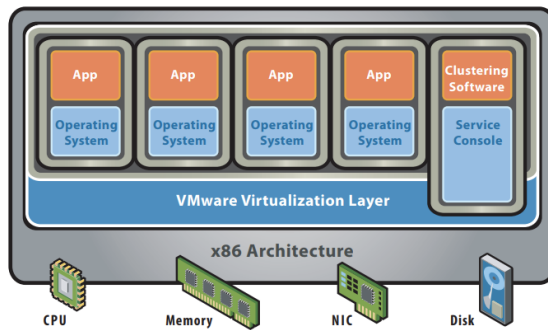 App
App
App
App
Clustering
Software
Operating
System
Operating
System
Operating
System
Operating
System
Service
Console
VMware Virtualization Layer
x86 Architecture
CPU
Memory
NIC
Disk